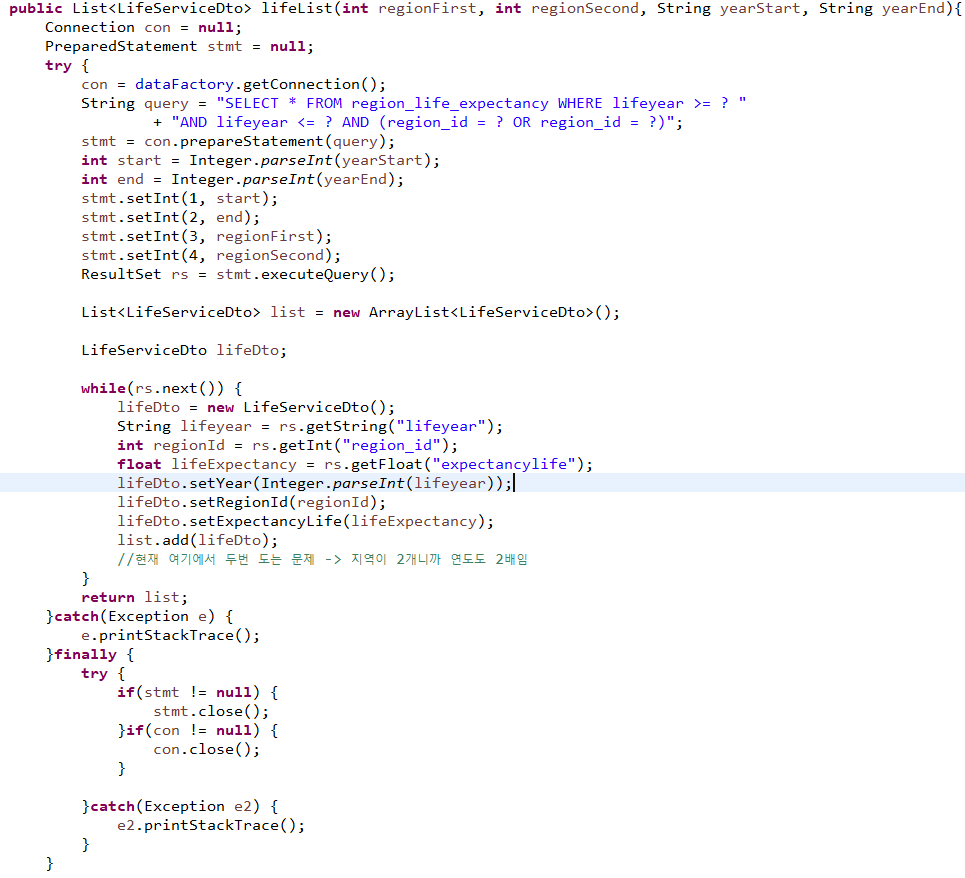 public List<LifeServiceDto> lifeList(int regionFirst, int regionSecond, String yearStart, String yearEnd){
Connection con = null;
PreparedStatement stmt = null;
try {
con = dataFactory.getConnection();
String query = "SELECT * FROM region_life_expectancy WHERE lifeyear >= ? "
+ "AND lifeyear <= ? AND (region_id = ? OR region_id = ?)";
stmt = con.prepareStatement(query);
int start = Integer.parseInt(yearStart);
int end = Integer.parseInt(yearEnd);
stmt.setInt(1, start);
stmt.setInt(2, end);
stmt.setInt(3, regionFirst);
stmt.setInt(4, regionSecond);
ResultSet rs = stmt.executeQuery();
List<LifeServiceDto> list = new ArrayList<LifeServiceDto>();
LifeServiceDto lifeDto;
while(rs.next()) {
lifeDto = new LifeServiceDto();
String lifeyear = rs.getString("lifeyear");
int regionId = rs.getInt("region_id");
float lifeExpectancy = rs.getFloat("expectancylife");
lifeDto.setYear(Integer.parseInt(lifeyear));
lifeDto.setRegionId(regionId);
lifeDto.setExpectancyLife(lifeExpectancy);
list.add(lifeDto);
//현재 여기에서 두번 도는 문제 -> 지역이 2개니까 연도도 2배임
}
return list;
}catch(Exception e) {
e.printStackTrace();
}finally {
try {
if(stmt != null) {
stmt.close();
}if(con != null) {
con.close();
}
}catch(Exception e2) {
e2.printStackTrace();
}
}